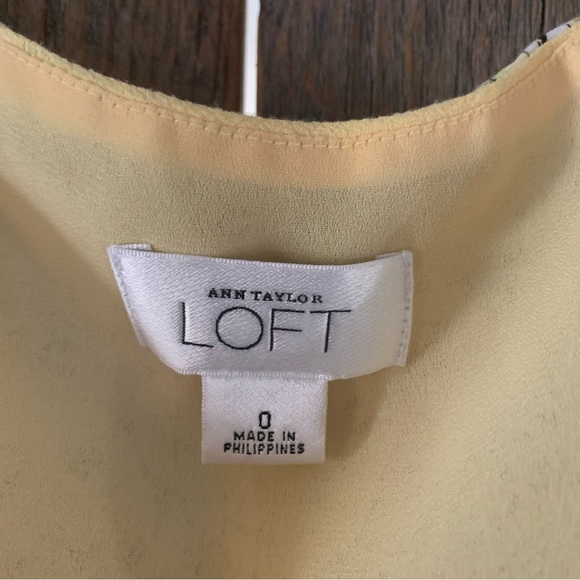 ANN TAYLOR
LOFT
0
MADE IN
PHILIPPINES